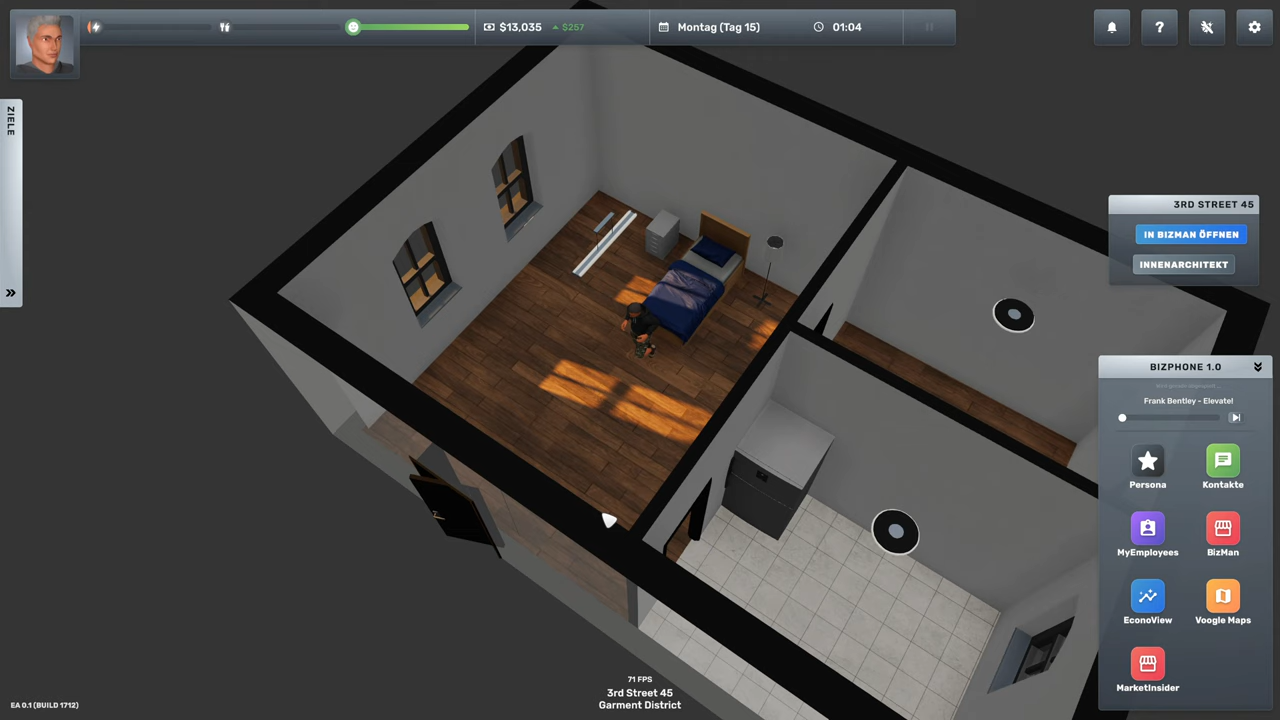 $13,035
$257
Montag (Tag 15)
01:04
ZIELE
3RD STREET 45
IN BIZMAN ÖFFNEN
INNENARCHITEKT
BIZPHONE 1.0
Frank Bentley - Elevate!
Persona
Kontakte
MyEmployees
BizMan
EconoView
Voogle Maps
MarketInsider
71 FPS
3rd Street 45
Garment District
EA 0.1 (BUILD 1712)